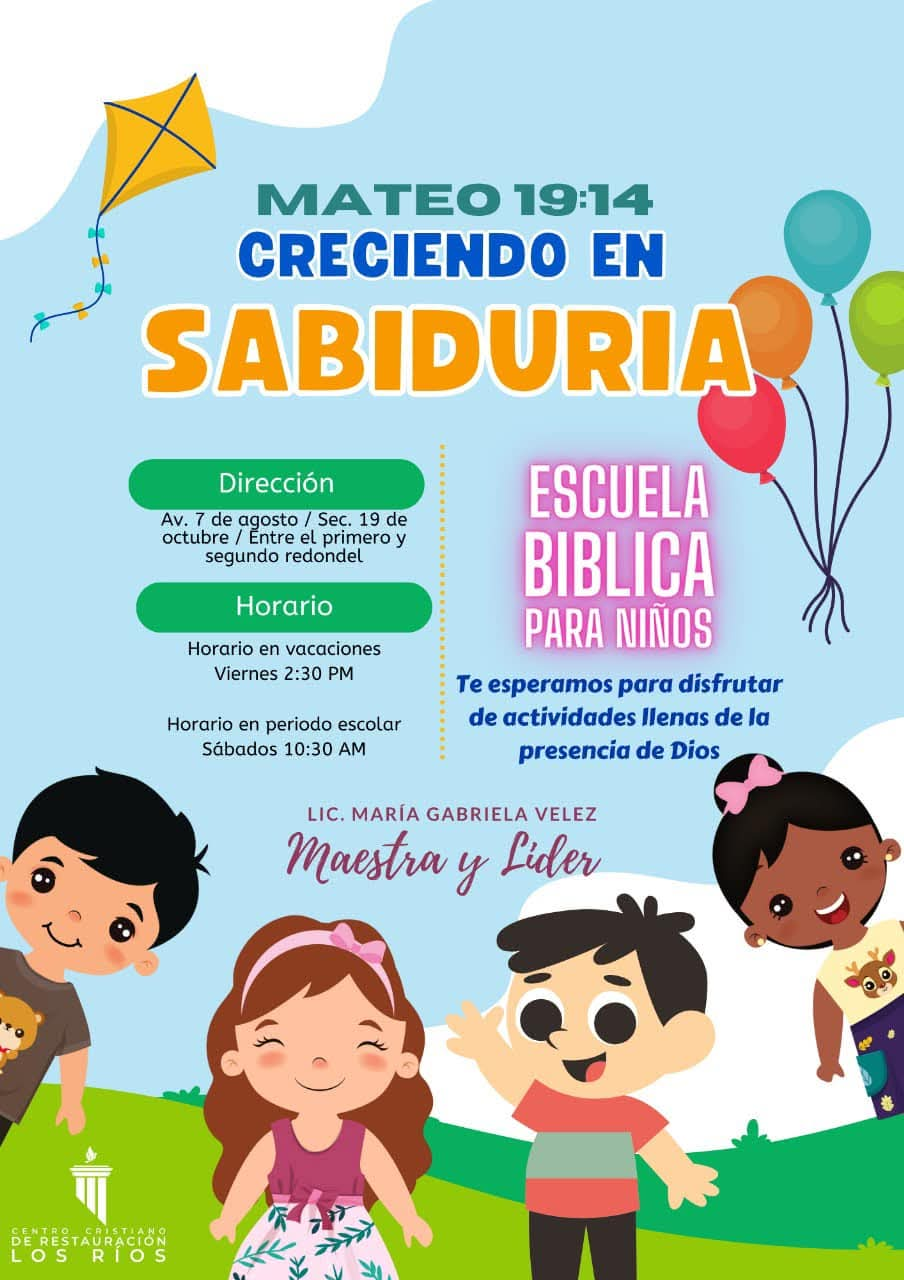 MATEO 19:14
CRECIENDO EN
SABIDURIA
Dirección
Av. 7 de agosto / Sec. 19 de
octubre / Entre el primero y
segundo redondel
Horario
Horario en vacaciones
Viernes 2:30 PM
Horario en periodo escolar
Sábados 10:30 AM
ESCUELA
BIBLICA
PARA NIÑOS
Te esperamos para disfrutar
de actividades llenas de la
presencia de Dios
LIC. MARÍA GABRIELA VELEZ
Maestra y Líder
CENTRO CRISTIANO
DE RESTAURACIÓN
LOS RÍOS